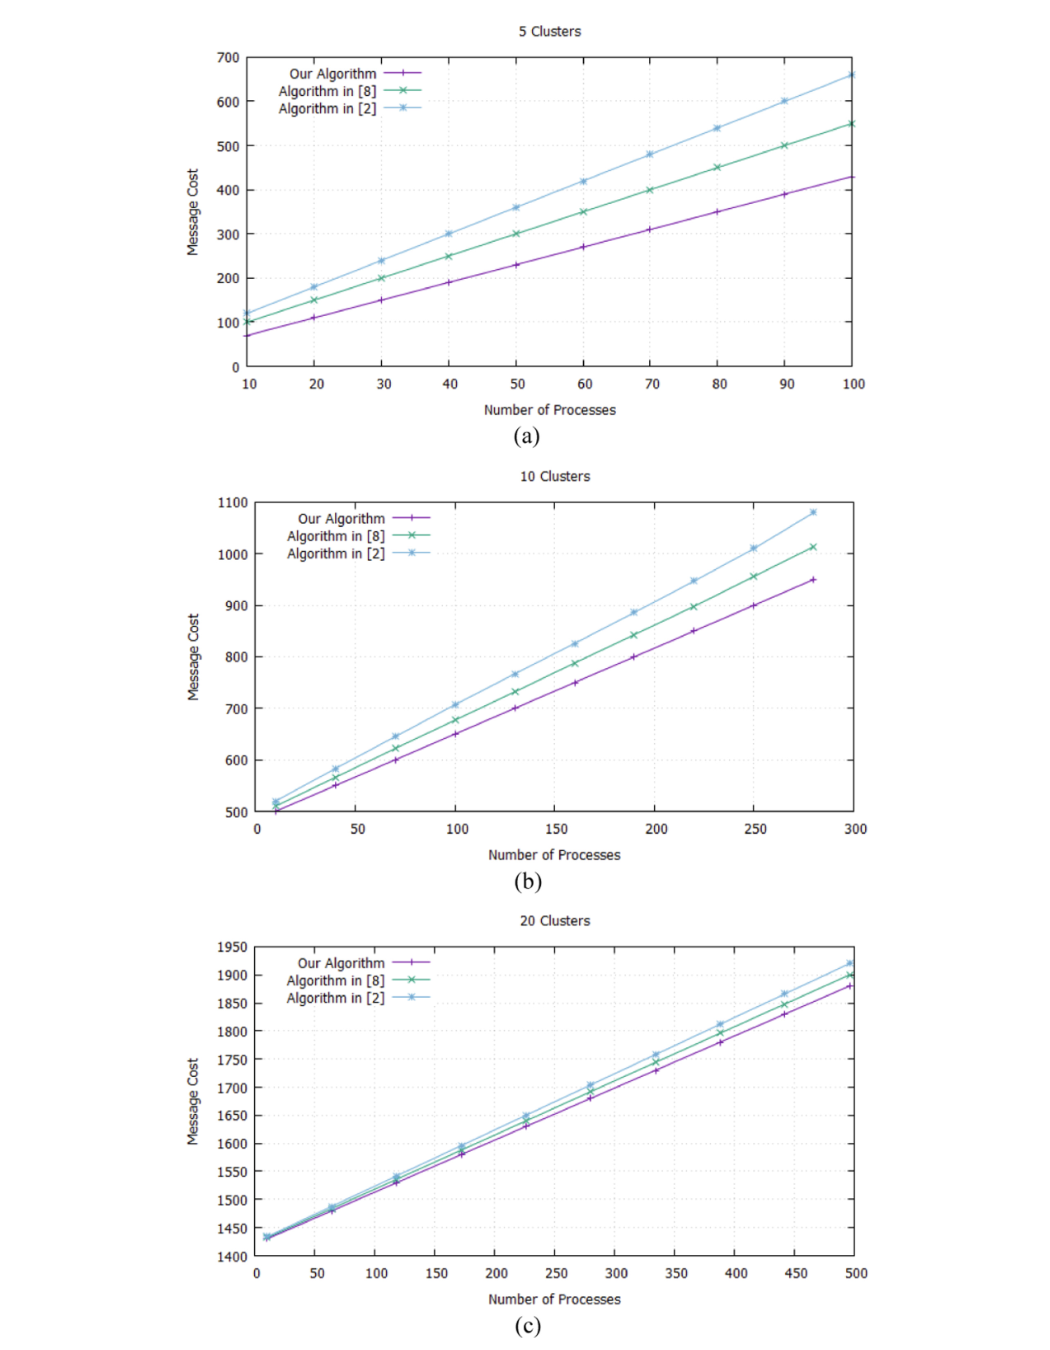 5 Clusters
700
600
500
400
300
200
100
0
Our Algorithm
Algorithm in [8]
Algorithm in [2]
Message Cost
10 20 30 40 50 60 70 80 90 100
Number of Processes
(a)
10 Clusters
1100
1000
900
800
700
600
500
Our Algorithm
Algorithm in [8]
Algorithm in [2]
Message Cost
0 50 100 150 200 250 300
Number of Processes
(b)
20 Clusters
1950
1900
1850
1800
1750
1700
1650
1600
1550
1500
1450
1400
Our Algorithm
Algorithm in [8]
Algorithm in [2]
Message Cost
0 50 100 150 200 250 300 350 400 450 500
Number of Processes
(c)